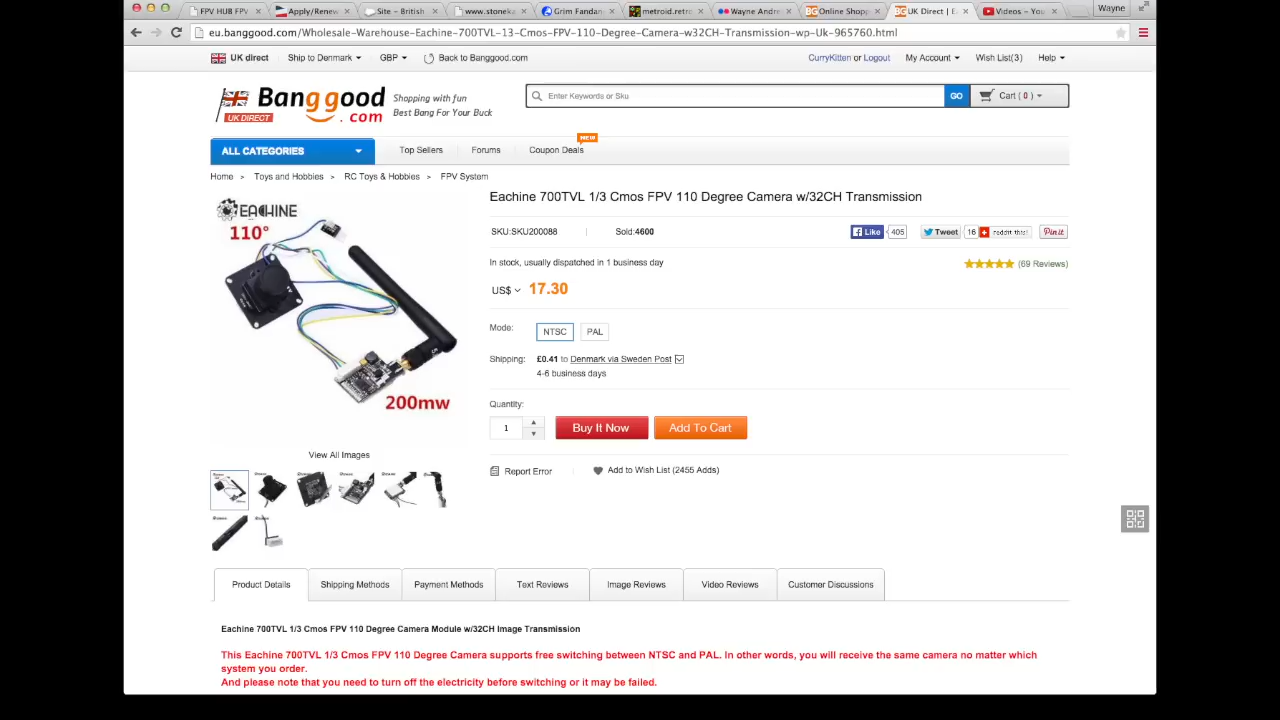 FPV HUB FPV
Apply/Renew
Site – British
www.stoneka
Grim Fandan
metroid.retro
Wayne Andre
Online Shopp
UK Direct | E
Videos – You
Wayne
eu.banggood.com/Wholesale-Warehouse-Eachine-700TVL-13-Cmos-FPV-110-Degree-Camera-w32CH-Transmission-wp-Uk-965760.html
UK direct
Ship to Denmark
GBP
Back to Banggood.com
CurryKitten or Logout
My Account
Wish List(3)
Help
Banggood
.com
UK DIRECT
Shopping with fun
Best Bang For Your Buck
Enter Keywords or Sku
GO
Cart ( 0 )
NEW
ALL CATEGORIES
Top Sellers
Forums
Coupon Deals
Home > Toys and Hobbies > RC Toys & Hobbies > FPV System
EACHINE
110°
200mw
Eachine 700TVL 1/3 Cmos FPV 110 Degree Camera w/32CH Transmission
SKU:SKU200088
Sold:4600
Like
405
Tweet
16
reddit this!
Pin it
In stock, usually dispatched in 1 business day
(69 Reviews)
US$ 17.30
Mode:
NTSC
PAL
Shipping:
£0.41 to Denmark via Sweden Post
4-6 business days
Quantity:
1
Buy It Now
Add To Cart
View All Images
Report Error
Add to Wish List (2455 Adds)
Product Details
Shipping Methods
Payment Methods
Text Reviews
Image Reviews
Video Reviews
Customer Discussions
Eachine 700TVL 1/3 Cmos FPV 110 Degree Camera Module w/32CH Image Transmission
This Eachine 700TVL 1/3 Cmos FPV 110 Degree Camera supports free switching between NTSC and PAL. In other words, you will receive the same camera no matter which
system you order.
And please note that you need to turn off the electricity before switching or it may be failed.